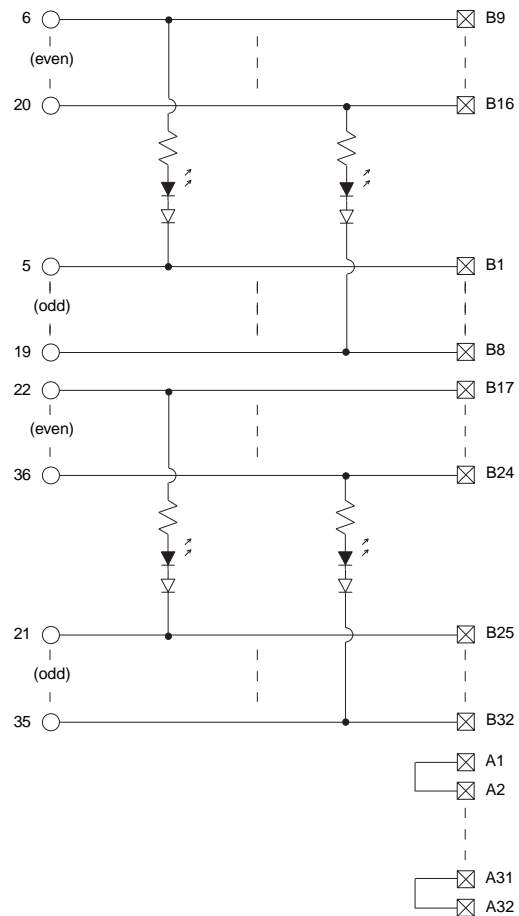 6 B9
(even)
20 B16
5 B1
(odd)
19 B8
22 B17
(even)
36 B24
21 B25
(odd)
35 B32
A1
A2
A31
A32